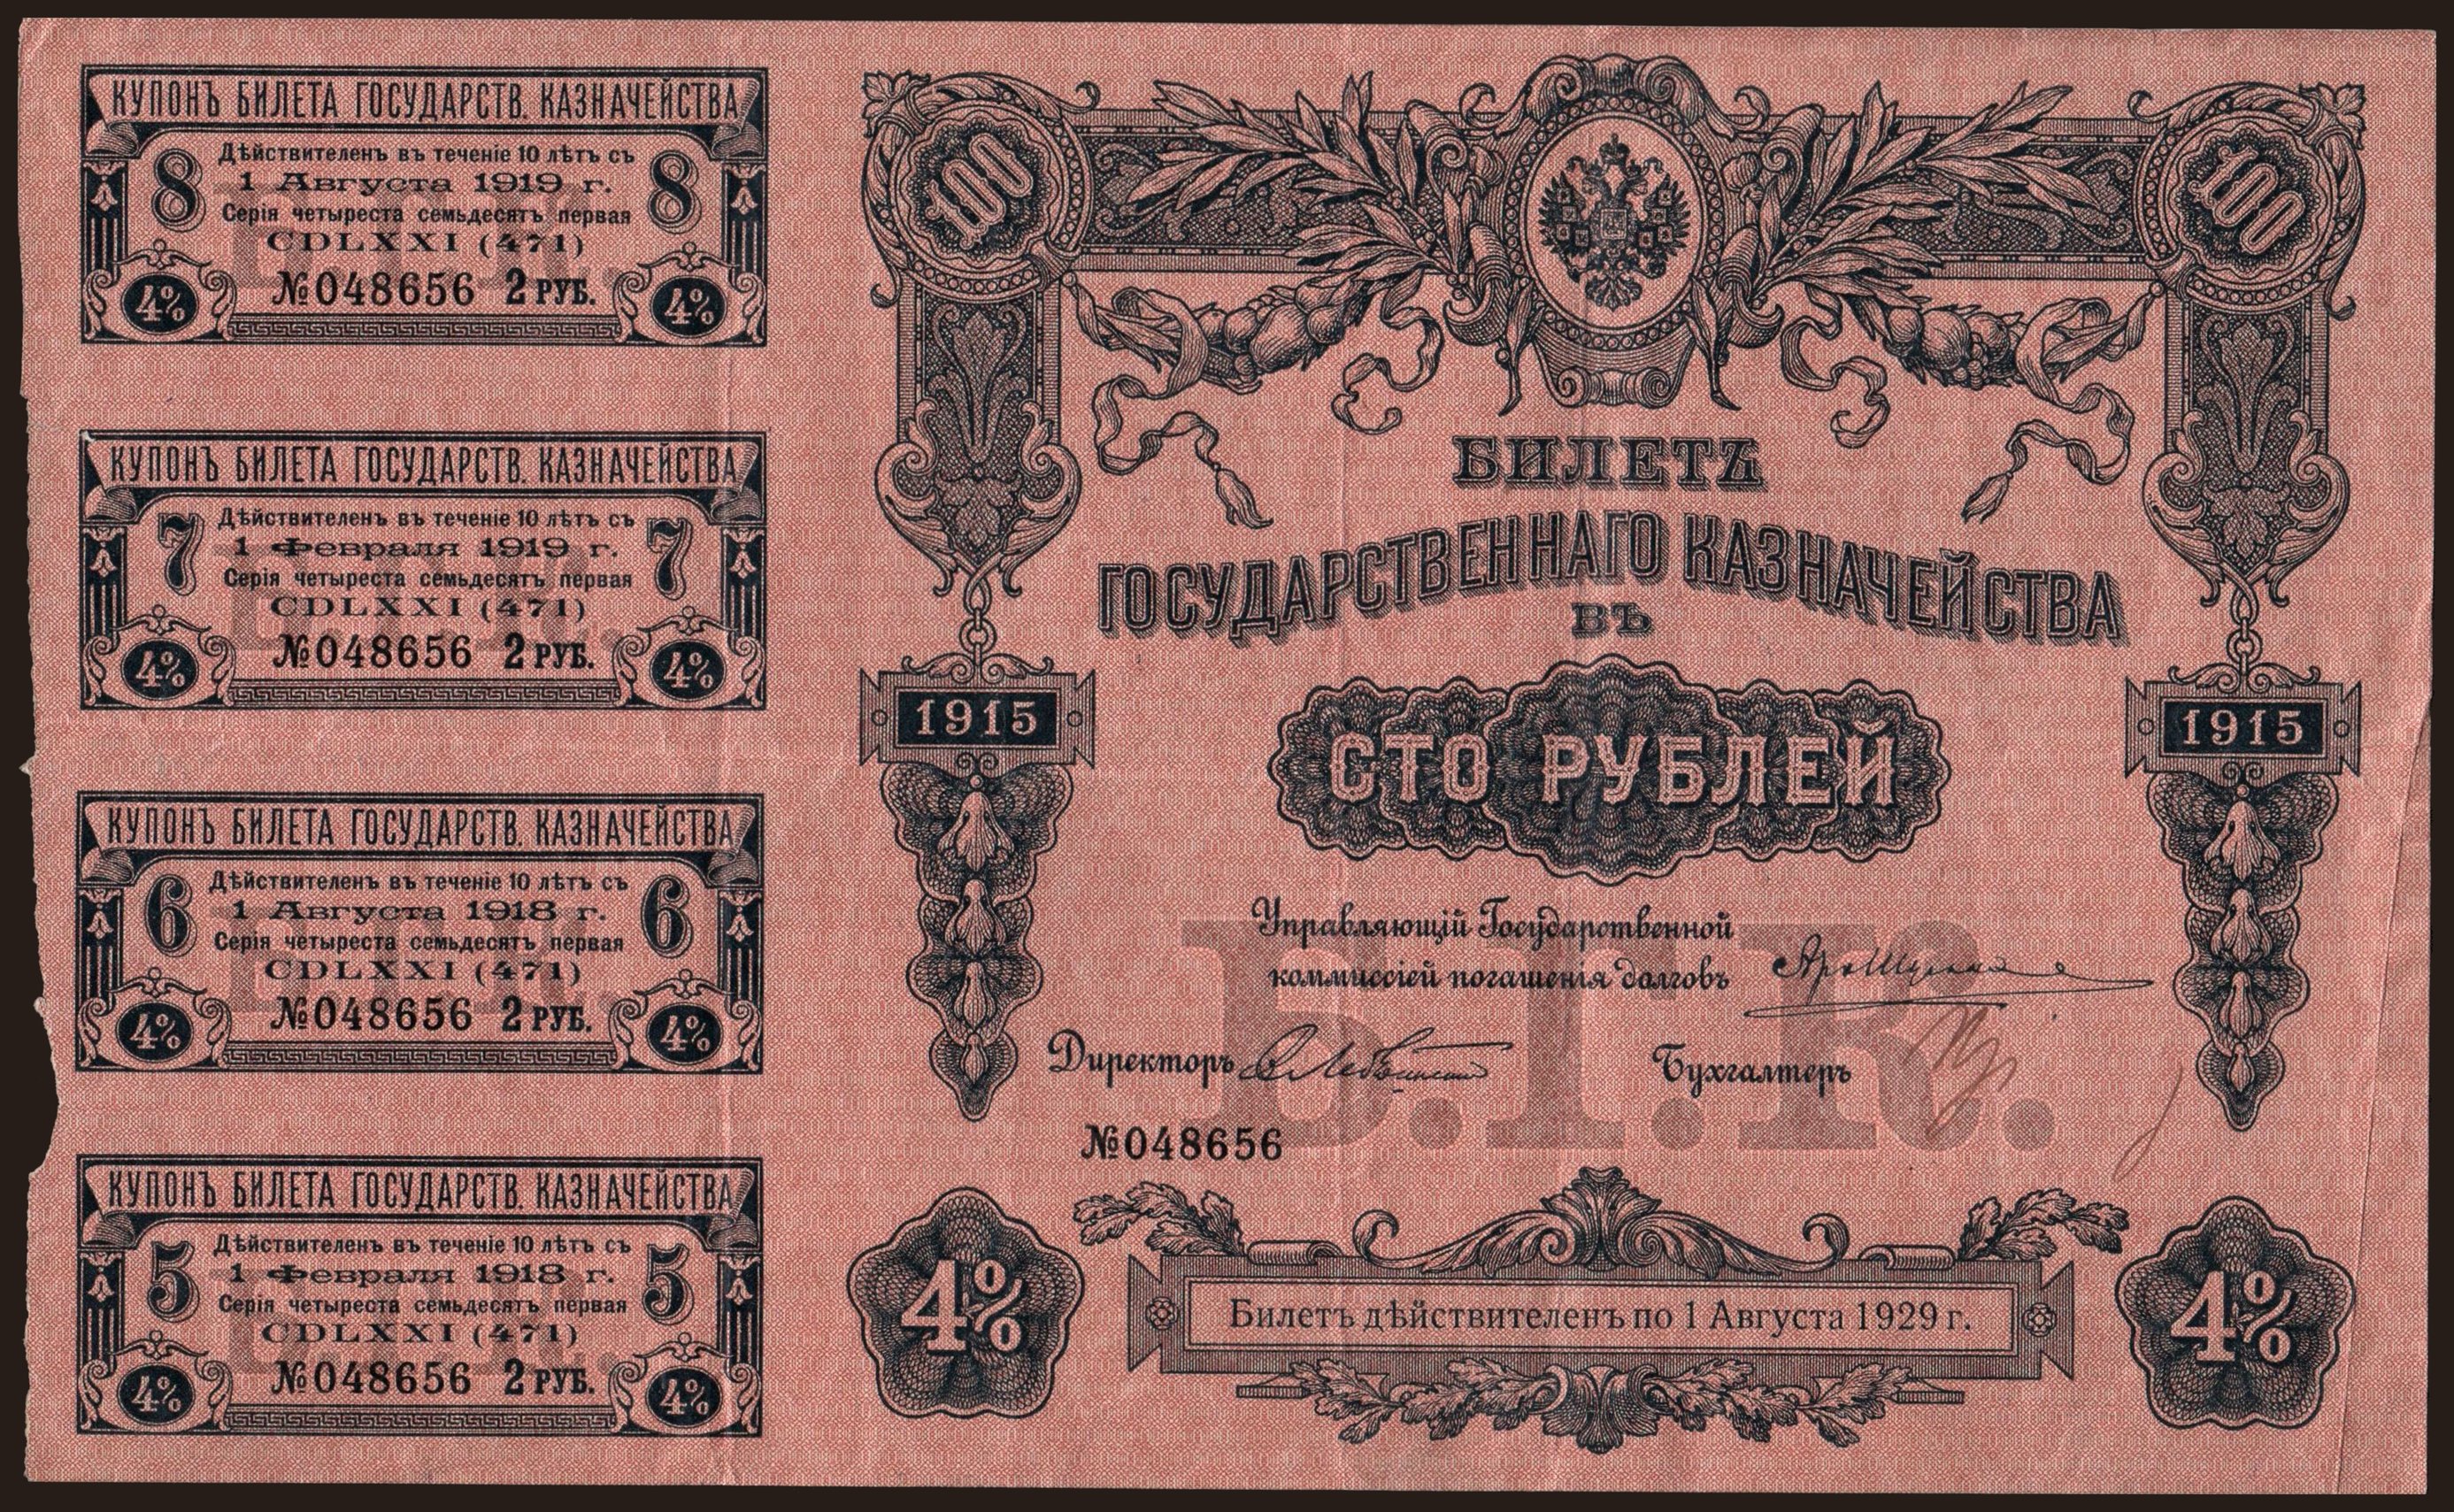 КУПОНЪ БИЛЕТА ГОСУДАРСТВ. КАЗНАЧЕЙСТВА
Дѣйствителенъ въ теченіе 10 лѣтъ съ
8 1 Августа 1919 г. 8
Серія четыреста семьдесятъ первая
CDLXXI (471)
№048656 2 РУБ.
4% 4%
КУПОНЪ БИЛЕТА ГОСУДАРСТВ. КАЗНАЧЕЙСТВА
Дѣйствителенъ въ теченіе 10 лѣтъ съ
7 1 Февраля 1919 г. 7
Серія четыреста семьдесятъ первая
CDLXXI (471)
№048656 2 РУБ.
4% 4%
КУПОНЪ БИЛЕТА ГОСУДАРСТВ. КАЗНАЧЕЙСТВА
Дѣйствителенъ въ теченіе 10 лѣтъ съ
6 1 Августа 1918 г. 6
Серія четыреста семьдесятъ первая
CDLXXI (471)
№048656 2 РУБ.
4% 4%
КУПОНЪ БИЛЕТА ГОСУДАРСТВ. КАЗНАЧЕЙСТВА
Дѣйствителенъ въ теченіе 10 лѣтъ съ
5 1 Февраля 1918 г. 5
Серія четыреста семьдесятъ первая
CDLXXI (471)
№048656 2 РУБ.
4% 4%
100 100
БИЛЕТЪ
ГОСУДАРСТВЕННАГО КАЗНАЧЕЙСТВА
ВЪ
1915 1915
СТО РУБЛЕЙ
Управляющій Государственной
коммиссіей погашенія долговъ
Б.Г.К.
Директоръ Бухгалтеръ
№048656
4% 4%
Билетъ дѣйствителенъ по 1 Августа 1929 г.